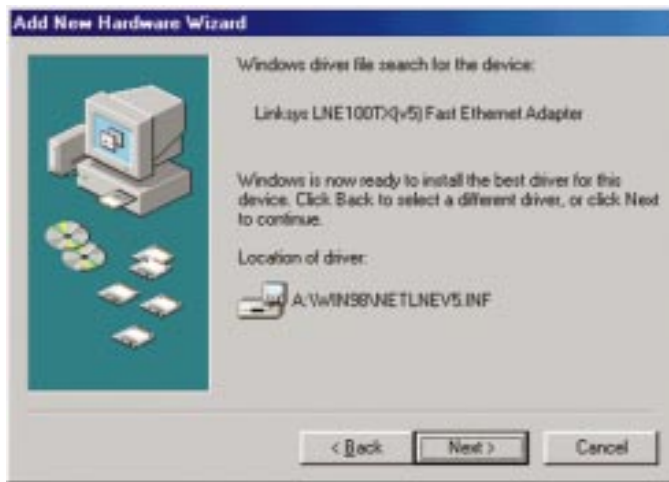 Add New Hardware Wizard
Windows driver file search for the device:
Linksys LNE100TX(v5) Fast Ethernet Adapter
Windows is now ready to install the best driver for this
device. Click Back to select a different driver, or click Next
to continue.
Location of driver:
A:\WIN98\NETLNEV5.INF
< Back
Next >
Cancel